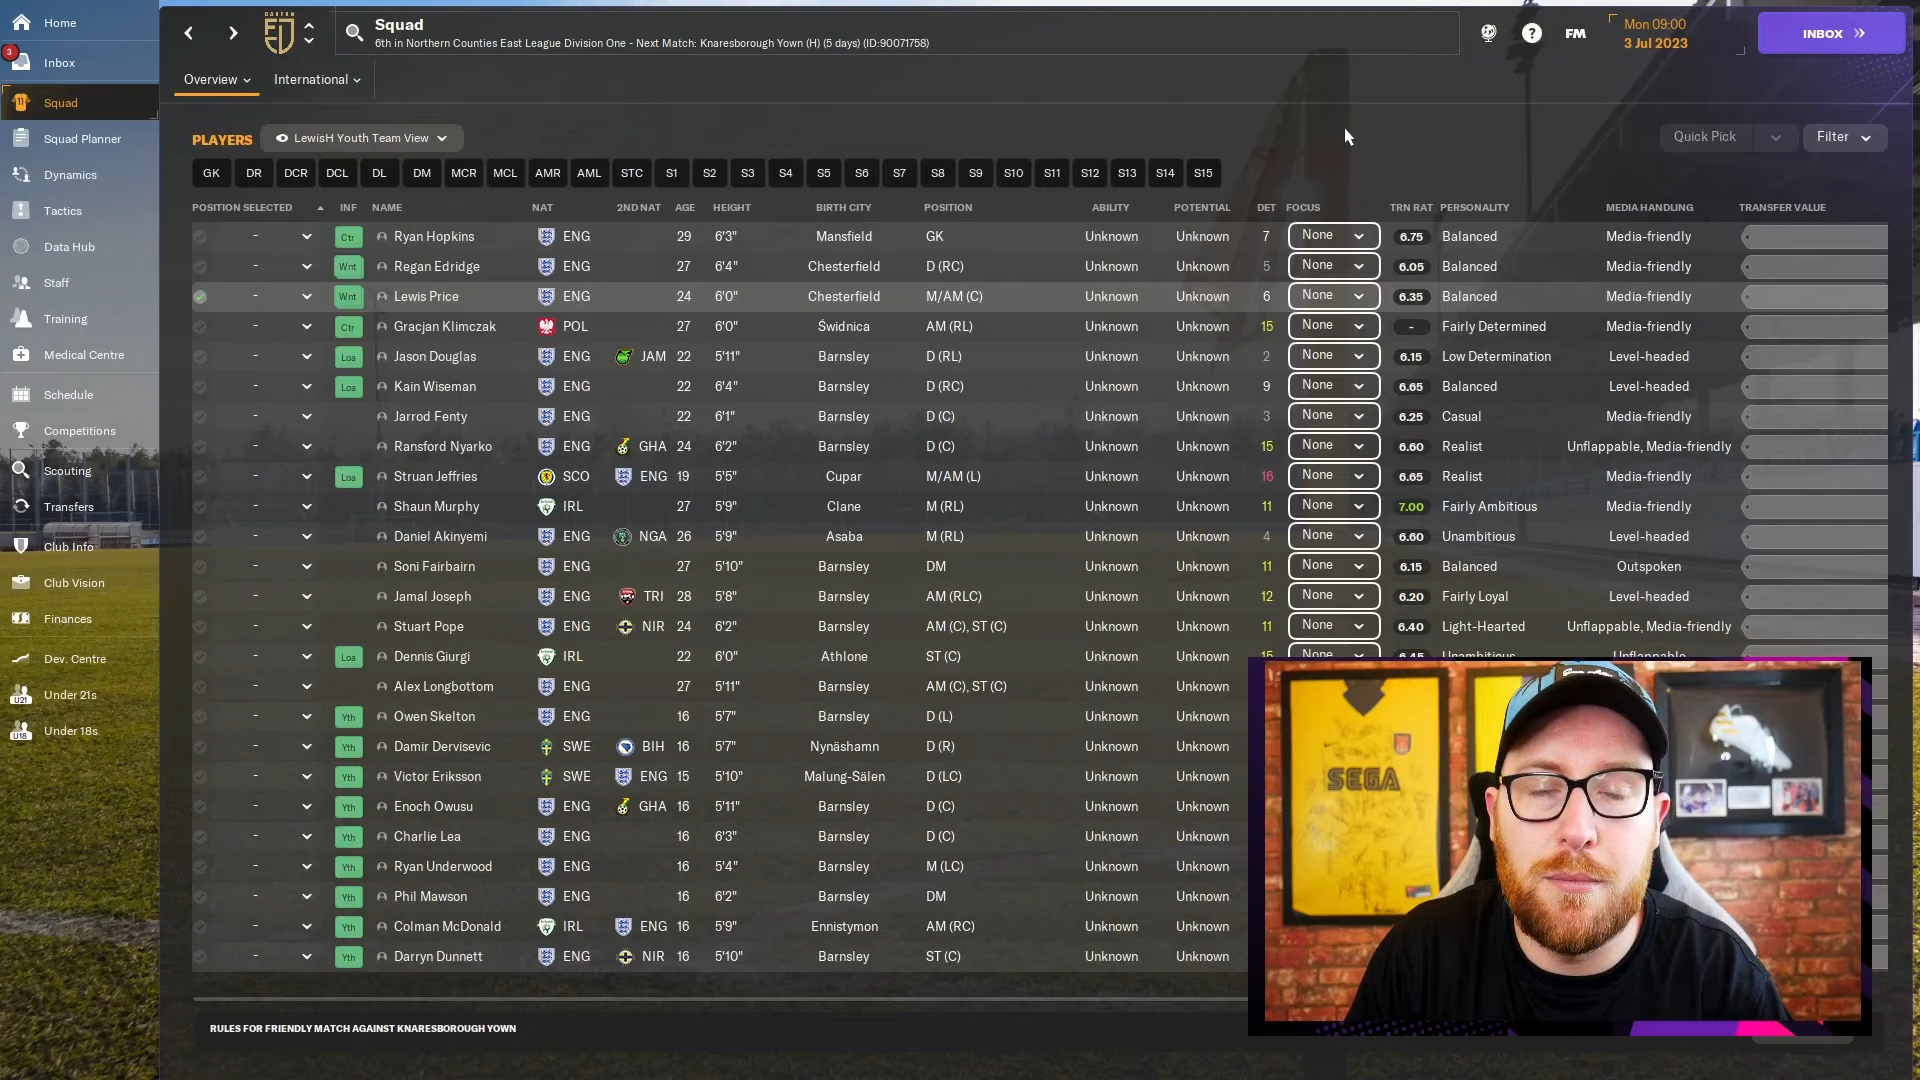 Home
3
Inbox
Squad
Squad Planner
Dynamics
Tactics
Data Hub
Staff
Training
Medical Centre
Schedule
Competitions
Scouting
Transfers
Club Info
Club Vision
Finances
Dev. Centre
U21 Under 21s
U18 Under 18s
Squad
6th in Northern Counties East League Division One - Next Match: Knaresborough Yown (H) (5 days) (ID:90071758)
? FM
Mon 09:00
3 Jul 2023
INBOX
Overview International
PLAYERS LewisH Youth Team View Quick Pick Filter
GK DR DCR DCL DL DM MCR MCL AMR AML STC S1 S2 S3 S4 S5 S6 S7 S8 S9 S10 S11 S12 S13 S14 S15
POSITION SELECTED INF NAME NAT 2ND NAT AGE HEIGHT BIRTH CITY POSITION ABILITY POTENTIAL DET FOCUS TRN RAT PERSONALITY MEDIA HANDLING TRANSFER VALUE
- Ctr Ryan Hopkins ENG 29 6'3" Mansfield GK Unknown Unknown 7 None 6.75 Balanced Media-friendly
- Wnt Regan Edridge ENG 27 6'4" Chesterfield D (RC) Unknown Unknown 5 None 6.05 Balanced Media-friendly
- Wnt Lewis Price ENG 24 6'0" Chesterfield M/AM (C) Unknown Unknown 6 None 6.35 Balanced Media-friendly
- Ctr Gracjan Klimczak POL 27 6'0" Świdnica AM (RL) Unknown Unknown 15 None - Fairly Determined Media-friendly
- Loa Jason Douglas ENG JAM 22 5'11" Barnsley D (RL) Unknown Unknown 2 None 6.15 Low Determination Level-headed
- Loa Kain Wiseman ENG 22 6'4" Barnsley D (RC) Unknown Unknown 9 None 6.65 Balanced Level-headed
- Jarrod Fenty ENG 22 6'1" Barnsley D (C) Unknown Unknown 3 None 6.25 Casual Media-friendly
- Ransford Nyarko ENG GHA 24 6'2" Barnsley D (C) Unknown Unknown 15 None 6.60 Realist Unflappable, Media-friendly
- Loa Struan Jeffries SCO ENG 19 5'5" Cupar M/AM (L) Unknown Unknown 16 None 6.65 Realist Media-friendly
- Shaun Murphy IRL 27 5'9" Clane M (RL) Unknown Unknown 11 None 7.00 Fairly Ambitious Media-friendly
- Daniel Akinyemi ENG NGA 26 5'9" Asaba M (RL) Unknown Unknown 4 None 6.60 Unambitious Level-headed
- Soni Fairbairn ENG 27 5'10" Barnsley DM Unknown Unknown 11 None 6.15 Balanced Outspoken
- Jamal Joseph ENG TRI 28 5'8" Barnsley AM (RLC) Unknown Unknown 12 None 6.20 Fairly Loyal Level-headed
- Stuart Pope ENG NIR 24 6'2" Barnsley AM (C), ST (C) Unknown Unknown 11 None 6.40 Light-Hearted Unflappable, Media-friendly
- Loa Dennis Giurgi IRL 22 6'0" Athlone ST (C) Unknown Unknown 15 None 6.45 Unambitious Unflappable
- Alex Longbottom ENG 27 5'11" Barnsley AM (C), ST (C) Unknown Unknown
- Yth Owen Skelton ENG 16 5'7" Barnsley D (L) Unknown Unknown
- Yth Damir Dervisevic SWE BIH 16 5'7" Nynäshamn D (R) Unknown Unknown
- Yth Victor Eriksson SWE ENG 15 5'10" Malung-Sälen D (LC) Unknown Unknown
- Yth Enoch Owusu ENG GHA 16 5'11" Barnsley D (C) Unknown Unknown
- Yth Charlie Lea ENG 16 6'3" Barnsley D (C) Unknown Unknown
- Yth Ryan Underwood ENG 16 5'4" Barnsley M (LC) Unknown Unknown
- Yth Phil Mawson ENG 16 6'2" Barnsley DM Unknown Unknown
- Yth Colman McDonald IRL ENG 16 5'9" Ennistymon AM (RC) Unknown Unknown
- Yth Darryn Dunnett ENG NIR 16 5'10" Barnsley ST (C) Unknown Unknown
RULES FOR FRIENDLY MATCH AGAINST KNARESBOROUGH YOWN
SEGA